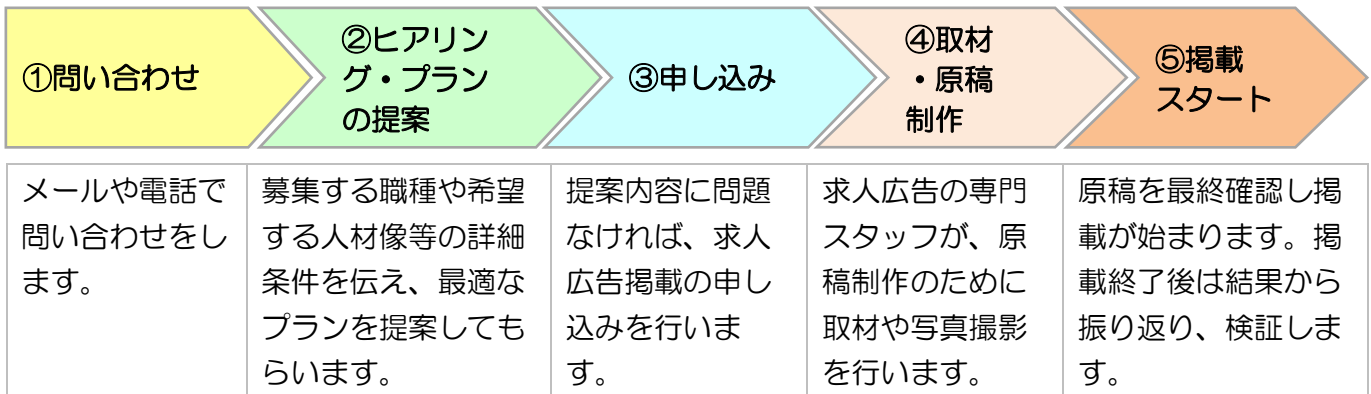 ①問い合わせ
②ヒアリン
グ・プラン
の提案
③申し込み
④取材
・原稿
制作
⑤掲載
スタート
メールや電話で
問い合わせをし
ます。
募集する職種や希望
する人材像等の詳細
条件を伝え、最適な
プランを提案しても
らいます。
提案内容に問題
なければ、求人
広告掲載の申し
込みを行いま
す。
求人広告の専門
スタッフが、原
稿制作のために
取材や写真撮影
を行います。
原稿を最終確認し掲
載が始まります。掲
載終了後は結果から
振り返り、検証しま
す。